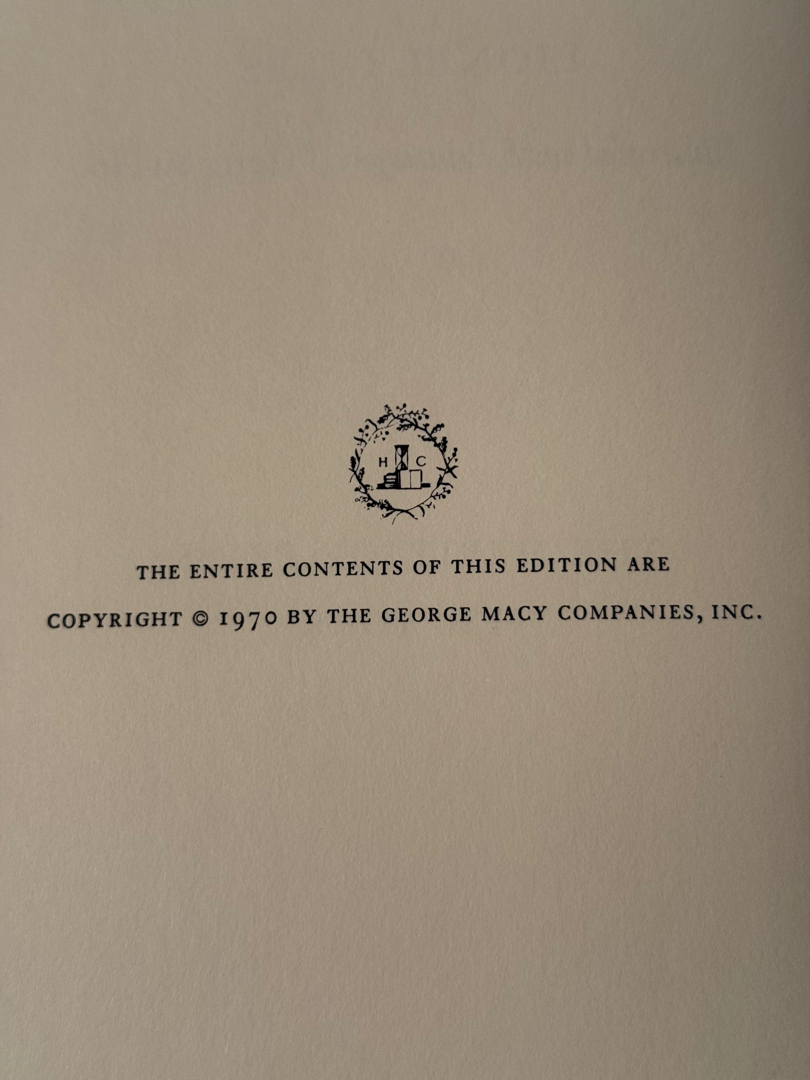 H C
THE ENTIRE CONTENTS OF THIS EDITION ARE
COPYRIGHT © 1970 BY THE GEORGE MACY COMPANIES, INC.